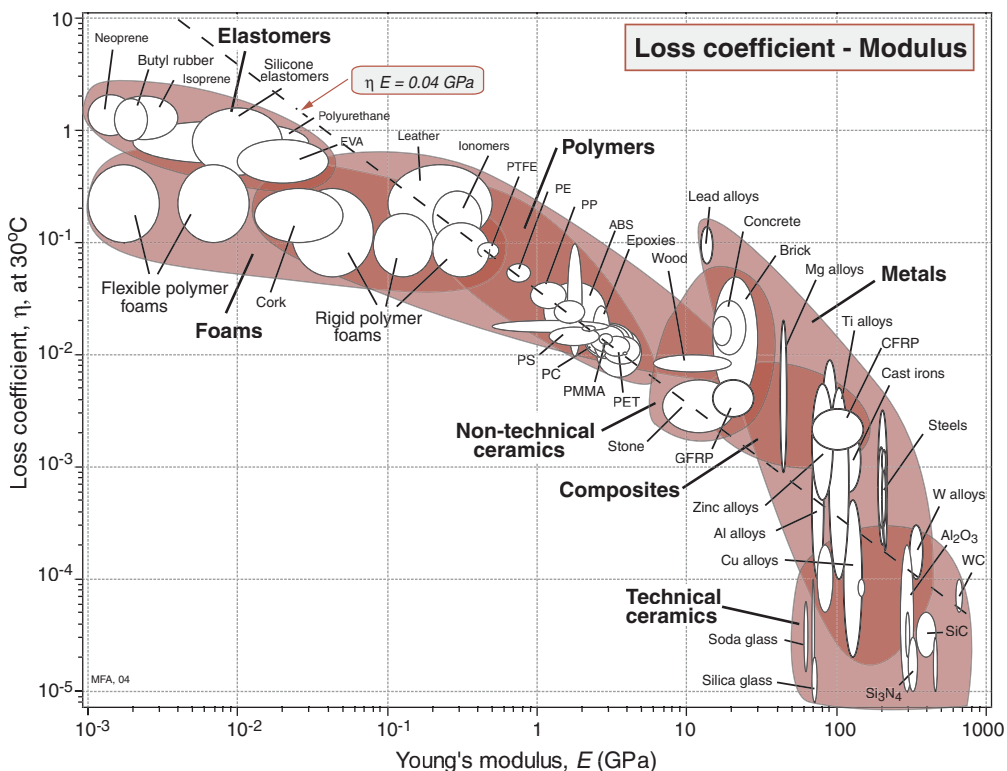 Loss coefficient - Modulus
10
1
10-1
10-2
10-3
10-4
10-5
Loss coefficient, η, at 30oC
Neoprene
Butyl rubber
Isoprene
Elastomers
Silicone
elastomers
η E = 0.04 GPa
Polyurethane
EVA
Leather
Ionomers
PTFE
Polymers
PE
PP
ABS
Epoxies
Wood
Lead alloys
Concrete
Brick
Mg alloys
Metals
Ti alloys
CFRP
Cast irons
Steels
W alloys
Al2O3
WC
Flexible polymer
foams
Foams
Cork
Rigid polymer
foams
PS
PC
PMMA
PET
Non-technical
ceramics
Stone
GFRP
Composites
Zinc alloys
Al alloys
Cu alloys
Technical
ceramics
Soda glass
Silica glass
SiC
Si3N4
MFA, 04
10-3
10-2
10-1
1
10
100
1000
Young's modulus, E (GPa)